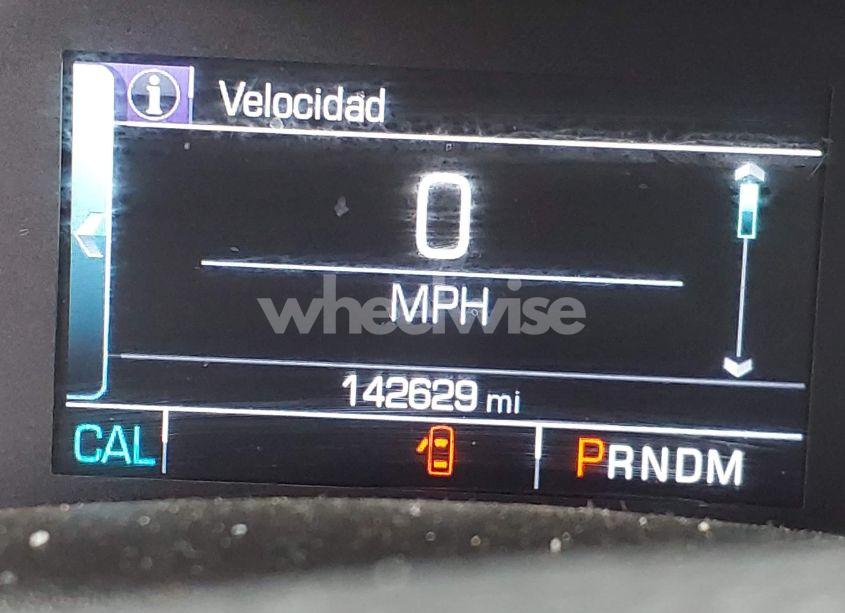 i Velocidad
0
MPH
wheelwise
142629 mi
CAL PRNDM